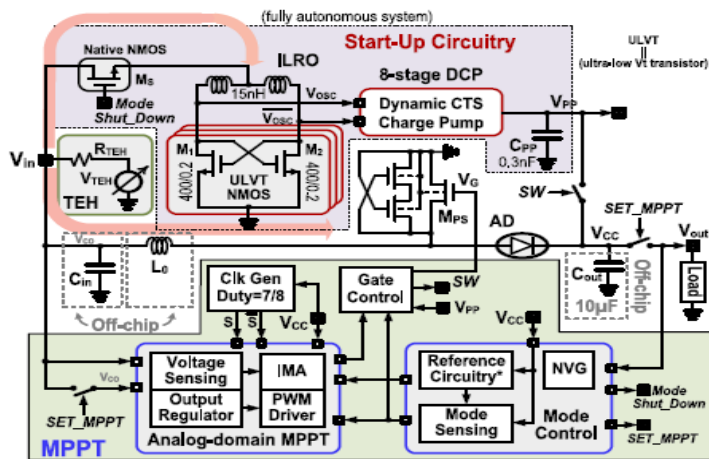 (fully autonomous system)
Start-Up Circuitry
ULVT
=
(ultra-low Vt transistor)
Native NMOS
MS
Mode
Shut_Down
ILRO
15nH
VOSC
VOSC
8-stage DCP
Dynamic CTS
Charge Pump
VPP
CPP
0.3nF
Vin
RTEH
VTEH
TEH
M1
M2
400/0.2
400/0.2
ULVT
NMOS
VG
MPS
SW
SET_MPPT
AD
VCC
Vout
VCO
Cin
L0
Off-chip
Cout
10µF
Off-chip
Load
Clk Gen
Duty=7/8
S
S
VCC
Gate
Control
SW
VPP
VCC
Voltage
Sensing
IMA
Output
Regulator
PWM
Driver
Analog-domain MPPT
VCO
SET_MPPT
MPPT
Reference
Circuitry*
NVG
Mode
Sensing
Mode
Control
Mode
Shut_Down
SET_MPPT